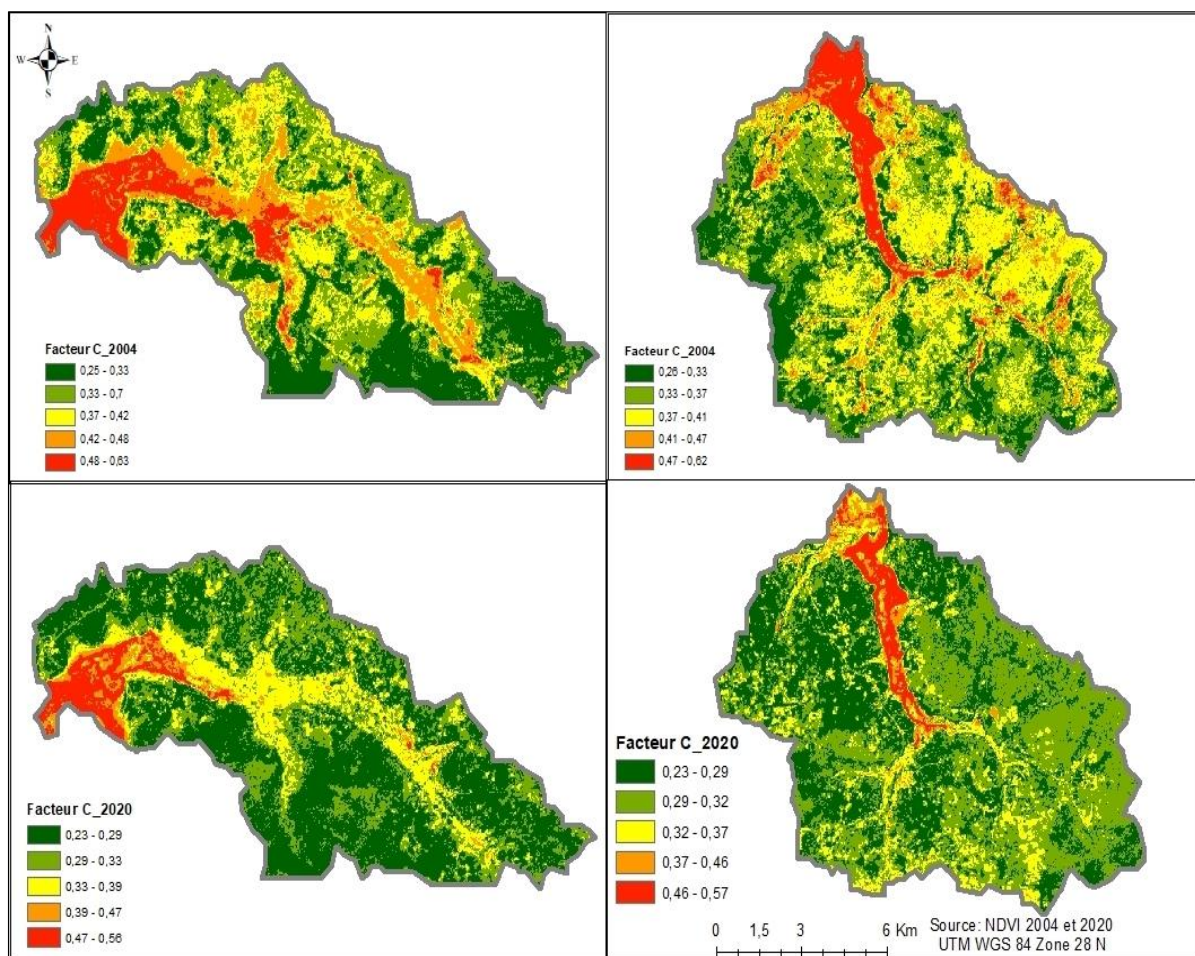 N
W E
S
Facteur C_2004
0,25 - 0,33
0,33 - 0,7
0,37 - 0,42
0,42 - 0,48
0,48 - 0,63
Facteur C_2004
0,26 - 0,33
0,33 - 0,37
0,37 - 0,41
0,41 - 0,47
0,47 - 0,62
Facteur C_2020
0,23 - 0,29
0,29 - 0,33
0,33 - 0,39
0,39 - 0,47
0,47 - 0,56
Facteur C_2020
0,23 - 0,29
0,29 - 0,32
0,32 - 0,37
0,37 - 0,46
0,46 - 0,57
0 1,5 3 6 Km
Source: NDVI 2004 et 2020
UTM WGS 84 Zone 28 N